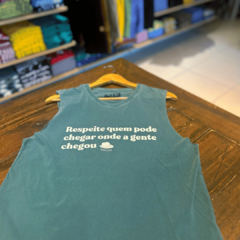 Respeite quem pode
chegar onde a gente
chegou